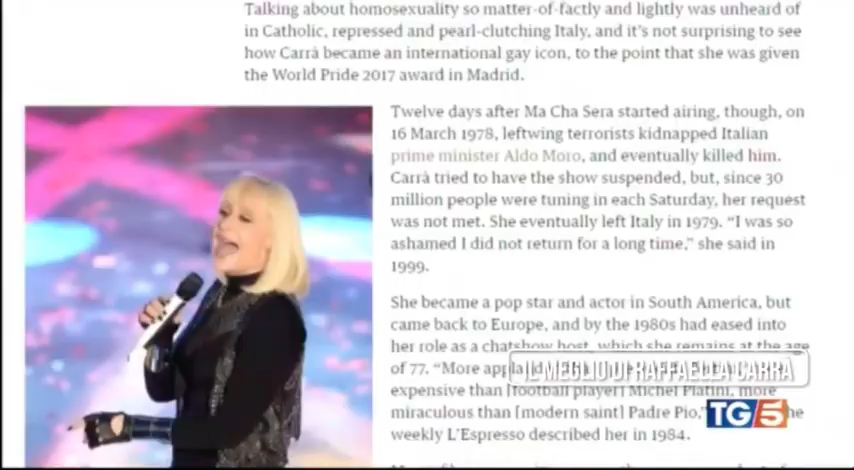 Talking about homosexuality so matter-of-factly and lightly was unheard of
in Catholic, repressed and pearl-clutching Italy, and it's not surprising to see
how Carrà became an international gay icon, to the point that she was given
the World Pride 2017 award in Madrid.
Twelve days after Ma Cha Sera started airing, though, on
16 March 1978, leftwing terrorists kidnapped Italian
prime minister Aldo Moro, and eventually killed him.
Carrà tried to have the show suspended, but, since 30
million people were tuning in each Saturday, her request
was not met. She eventually left Italy in 1979. “I was so
ashamed I did not return for a long time,” she said in
1999.
She became a pop star and actor in South America, but
came back to Europe, and by the 1980s had eased into
her role as a chatshow host, which she remains at the age
of 77. “More
IL MEGLIO DI RAFFAELLA CARRÀ
expensive than [football player] Michel Platini, more
miraculous than [modern saint] Padre Pio,”
TG5
weekly L'Espresso described her in 1984.